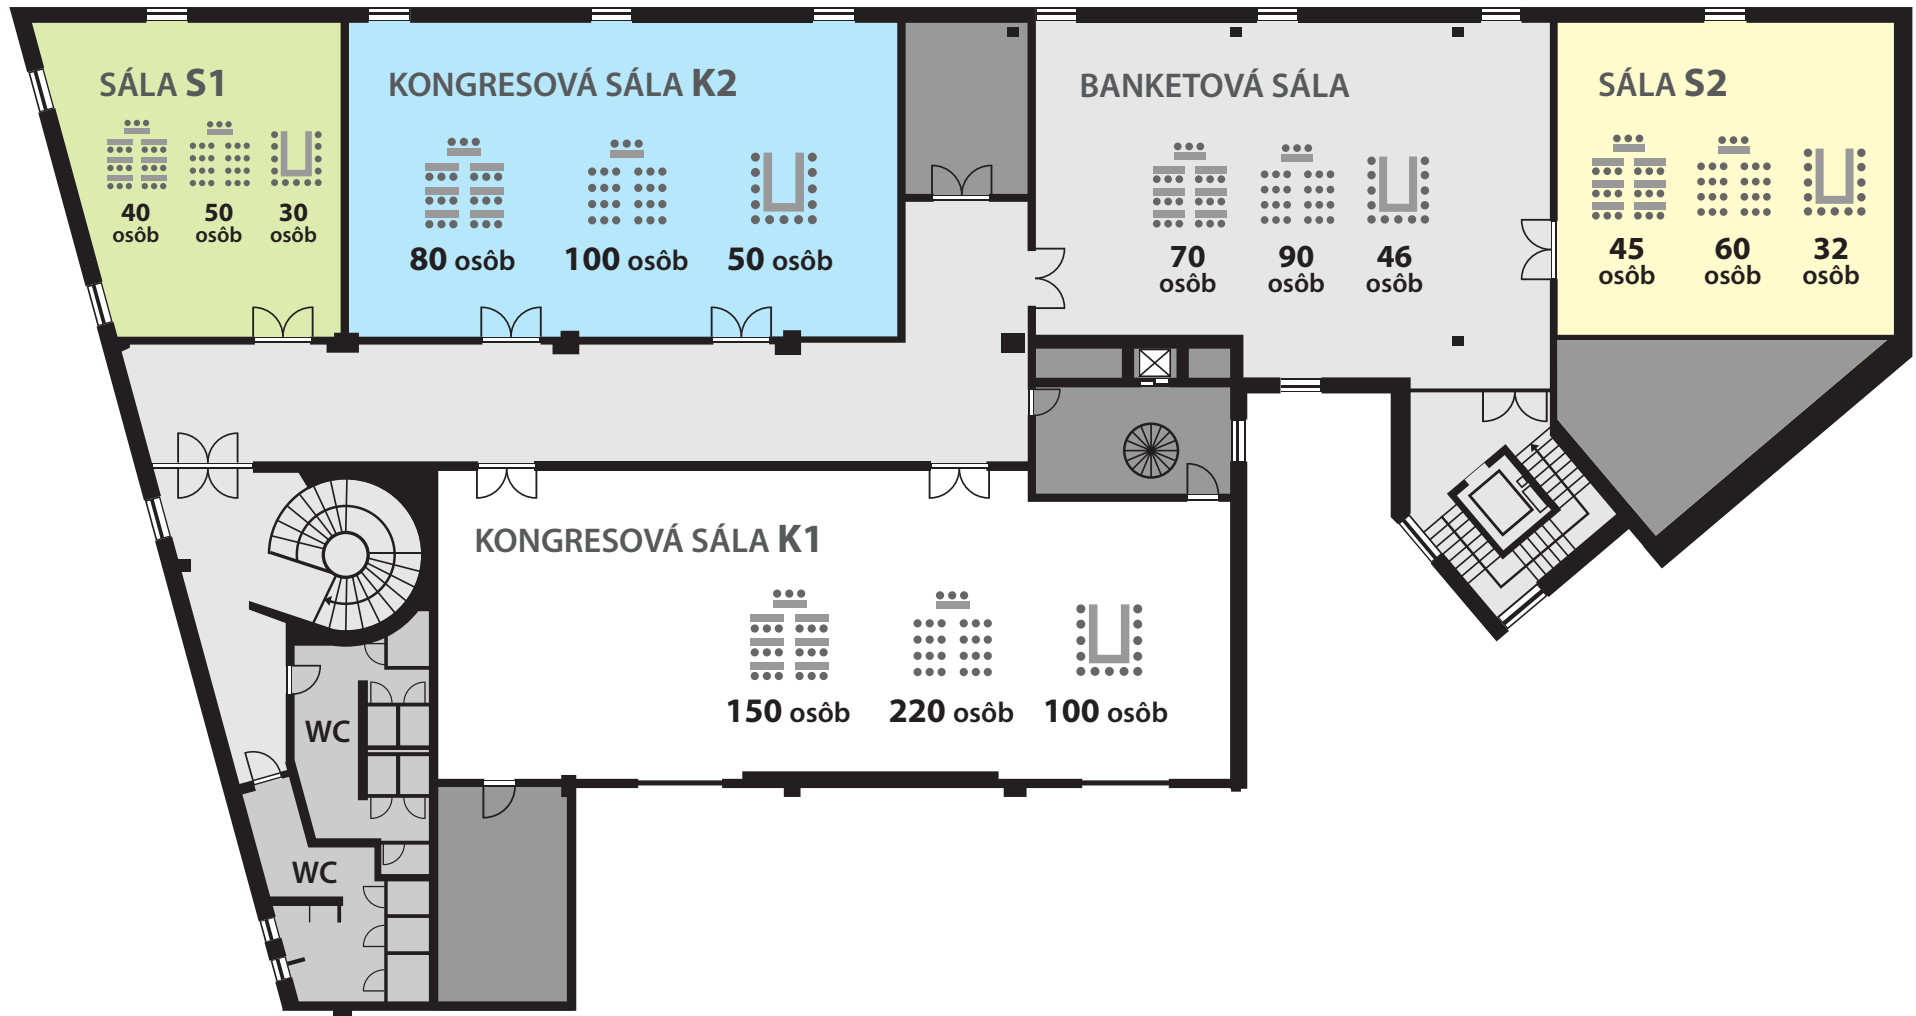 SÁLA S1
40 osôb
50 osôb
30 osôb
KONGRESOVÁ SÁLA K2
80 osôb
100 osôb
50 osôb
BANKETOVÁ SÁLA
70 osôb
90 osôb
46 osôb
SÁLA S2
45 osôb
60 osôb
32 osôb
KONGRESOVÁ SÁLA K1
150 osôb
220 osôb
100 osôb
WC
WC